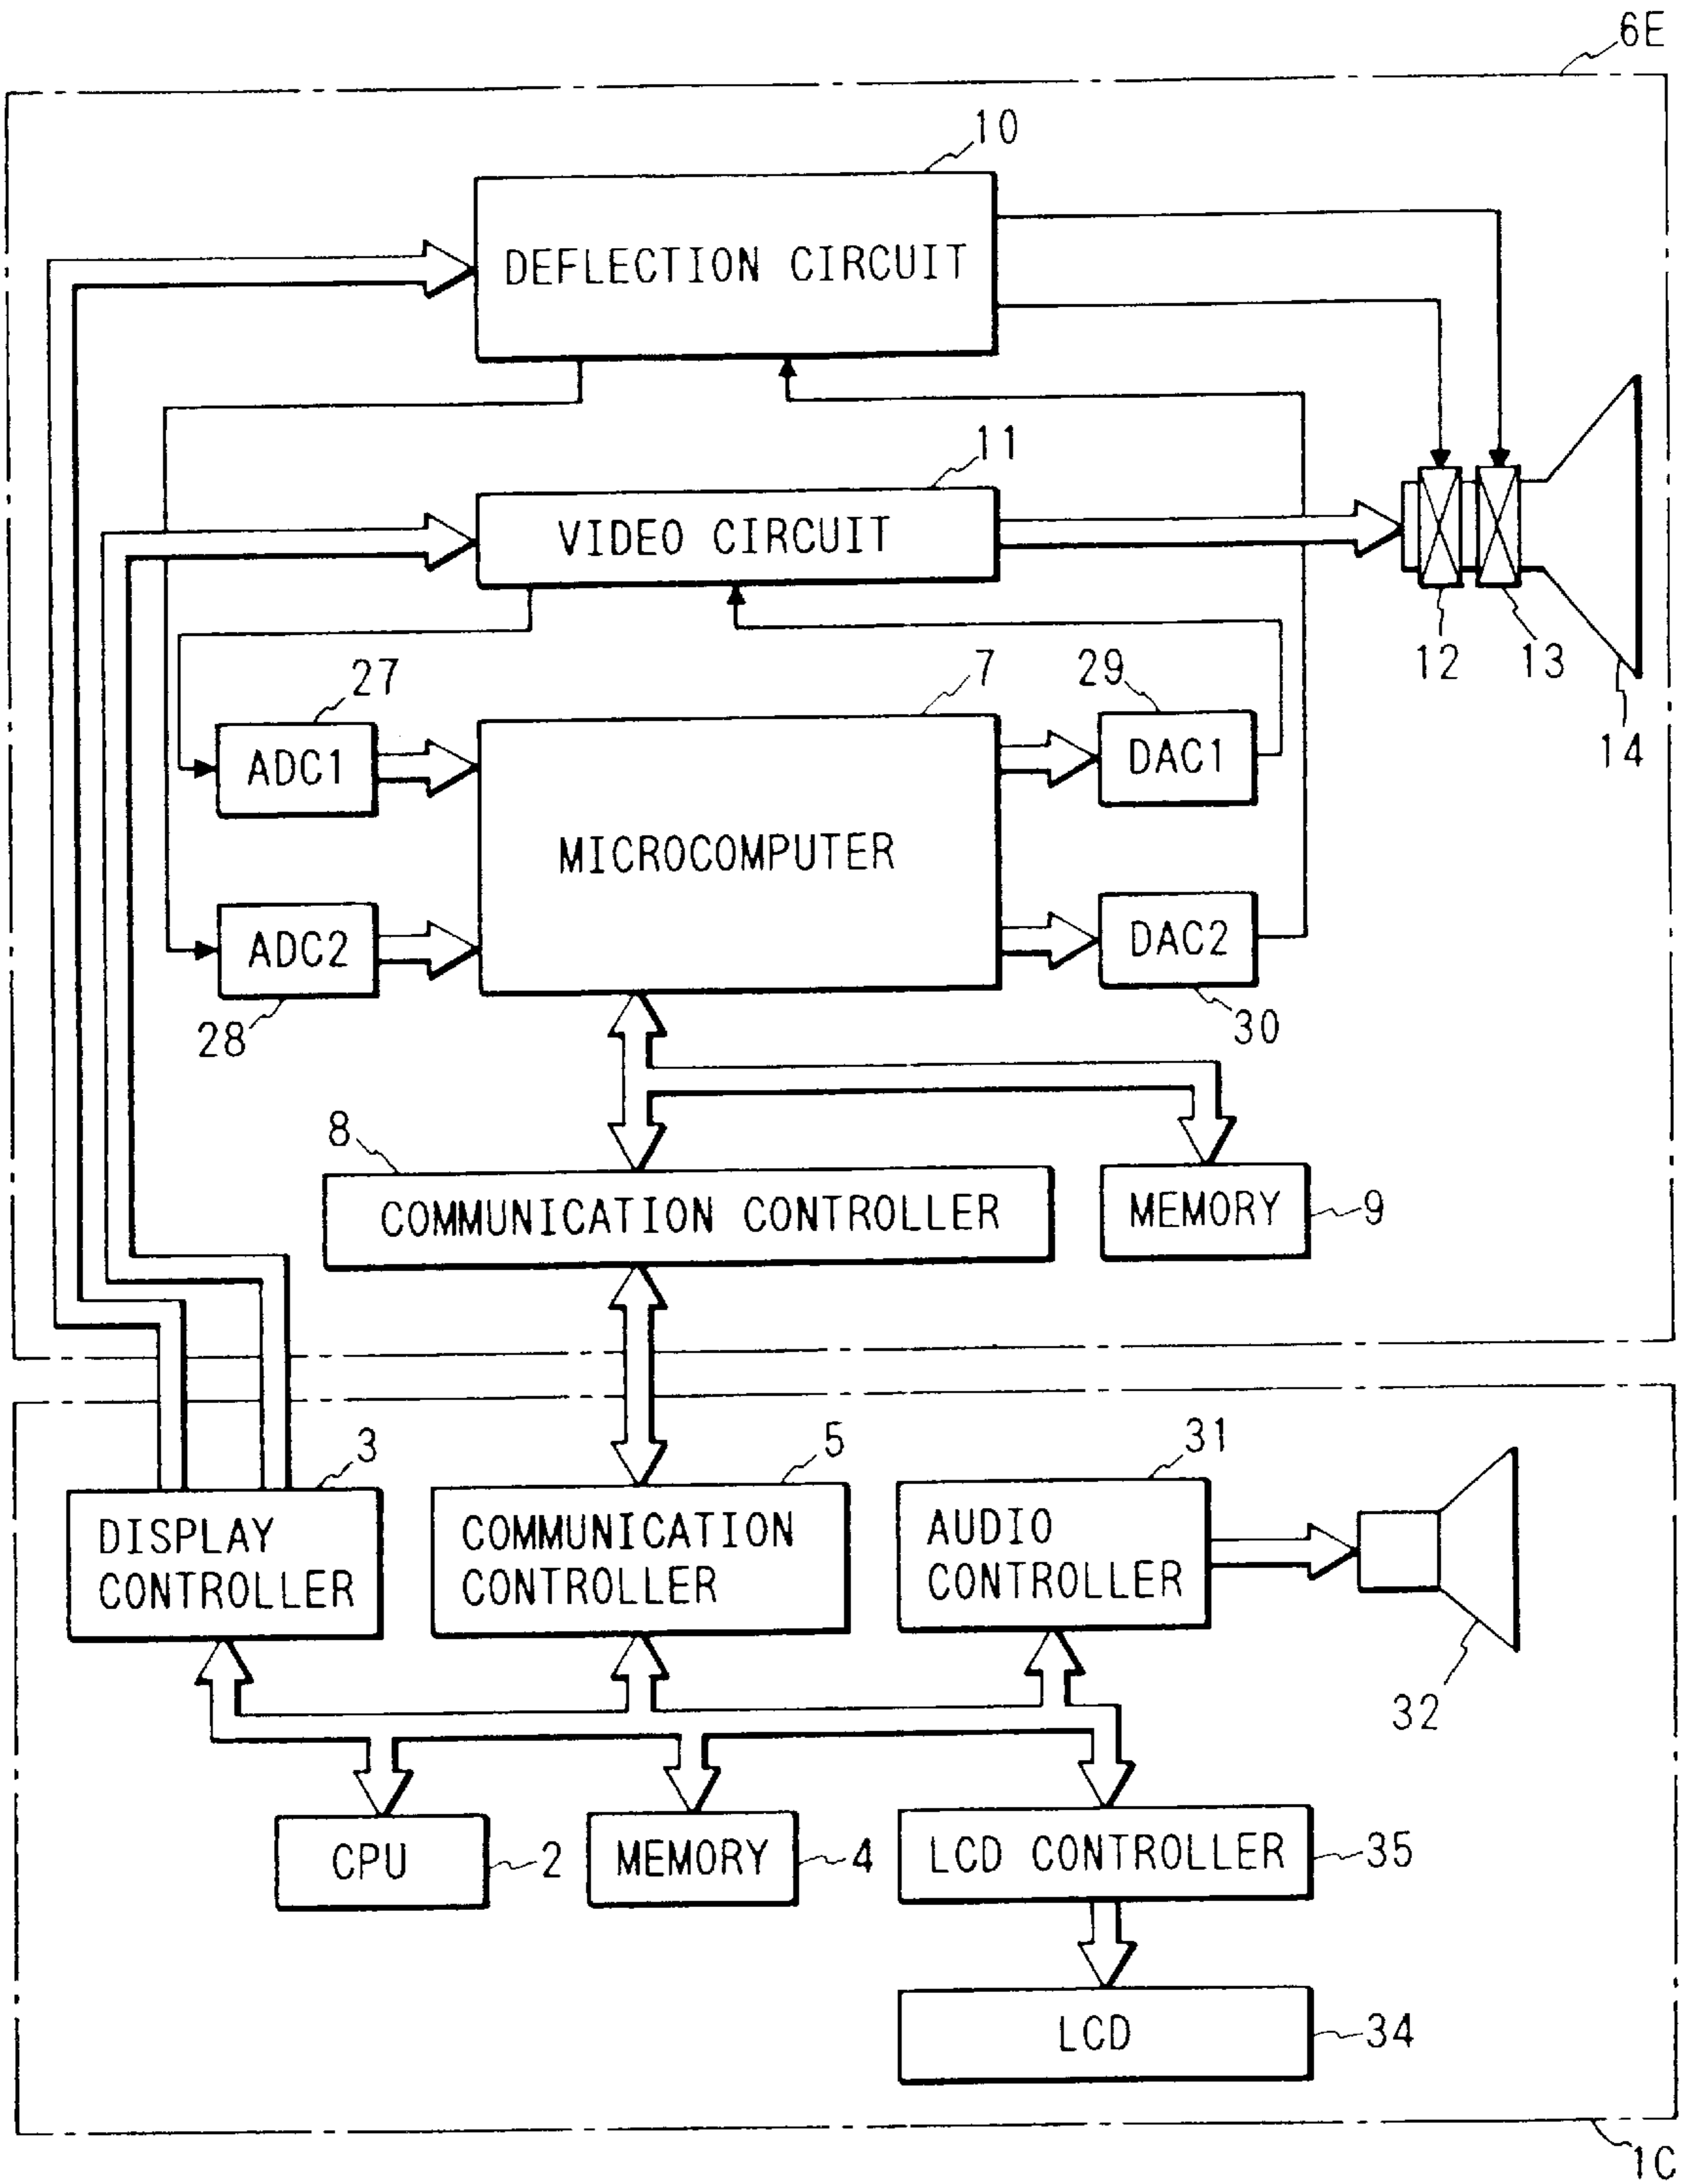 6E
10
DEFLECTION CIRCUIT
11
VIDEO CIRCUIT
12
13
14
27
7
29
ADC1
DAC1
MICROCOMPUTER
ADC2
DAC2
28
30
8
COMMUNICATION CONTROLLER
MEMORY
9
3
5
31
DISPLAY
CONTROLLER
COMMUNICATION
CONTROLLER
AUDIO
CONTROLLER
32
CPU
2
MEMORY
4
LCD CONTROLLER
35
LCD
34
1C